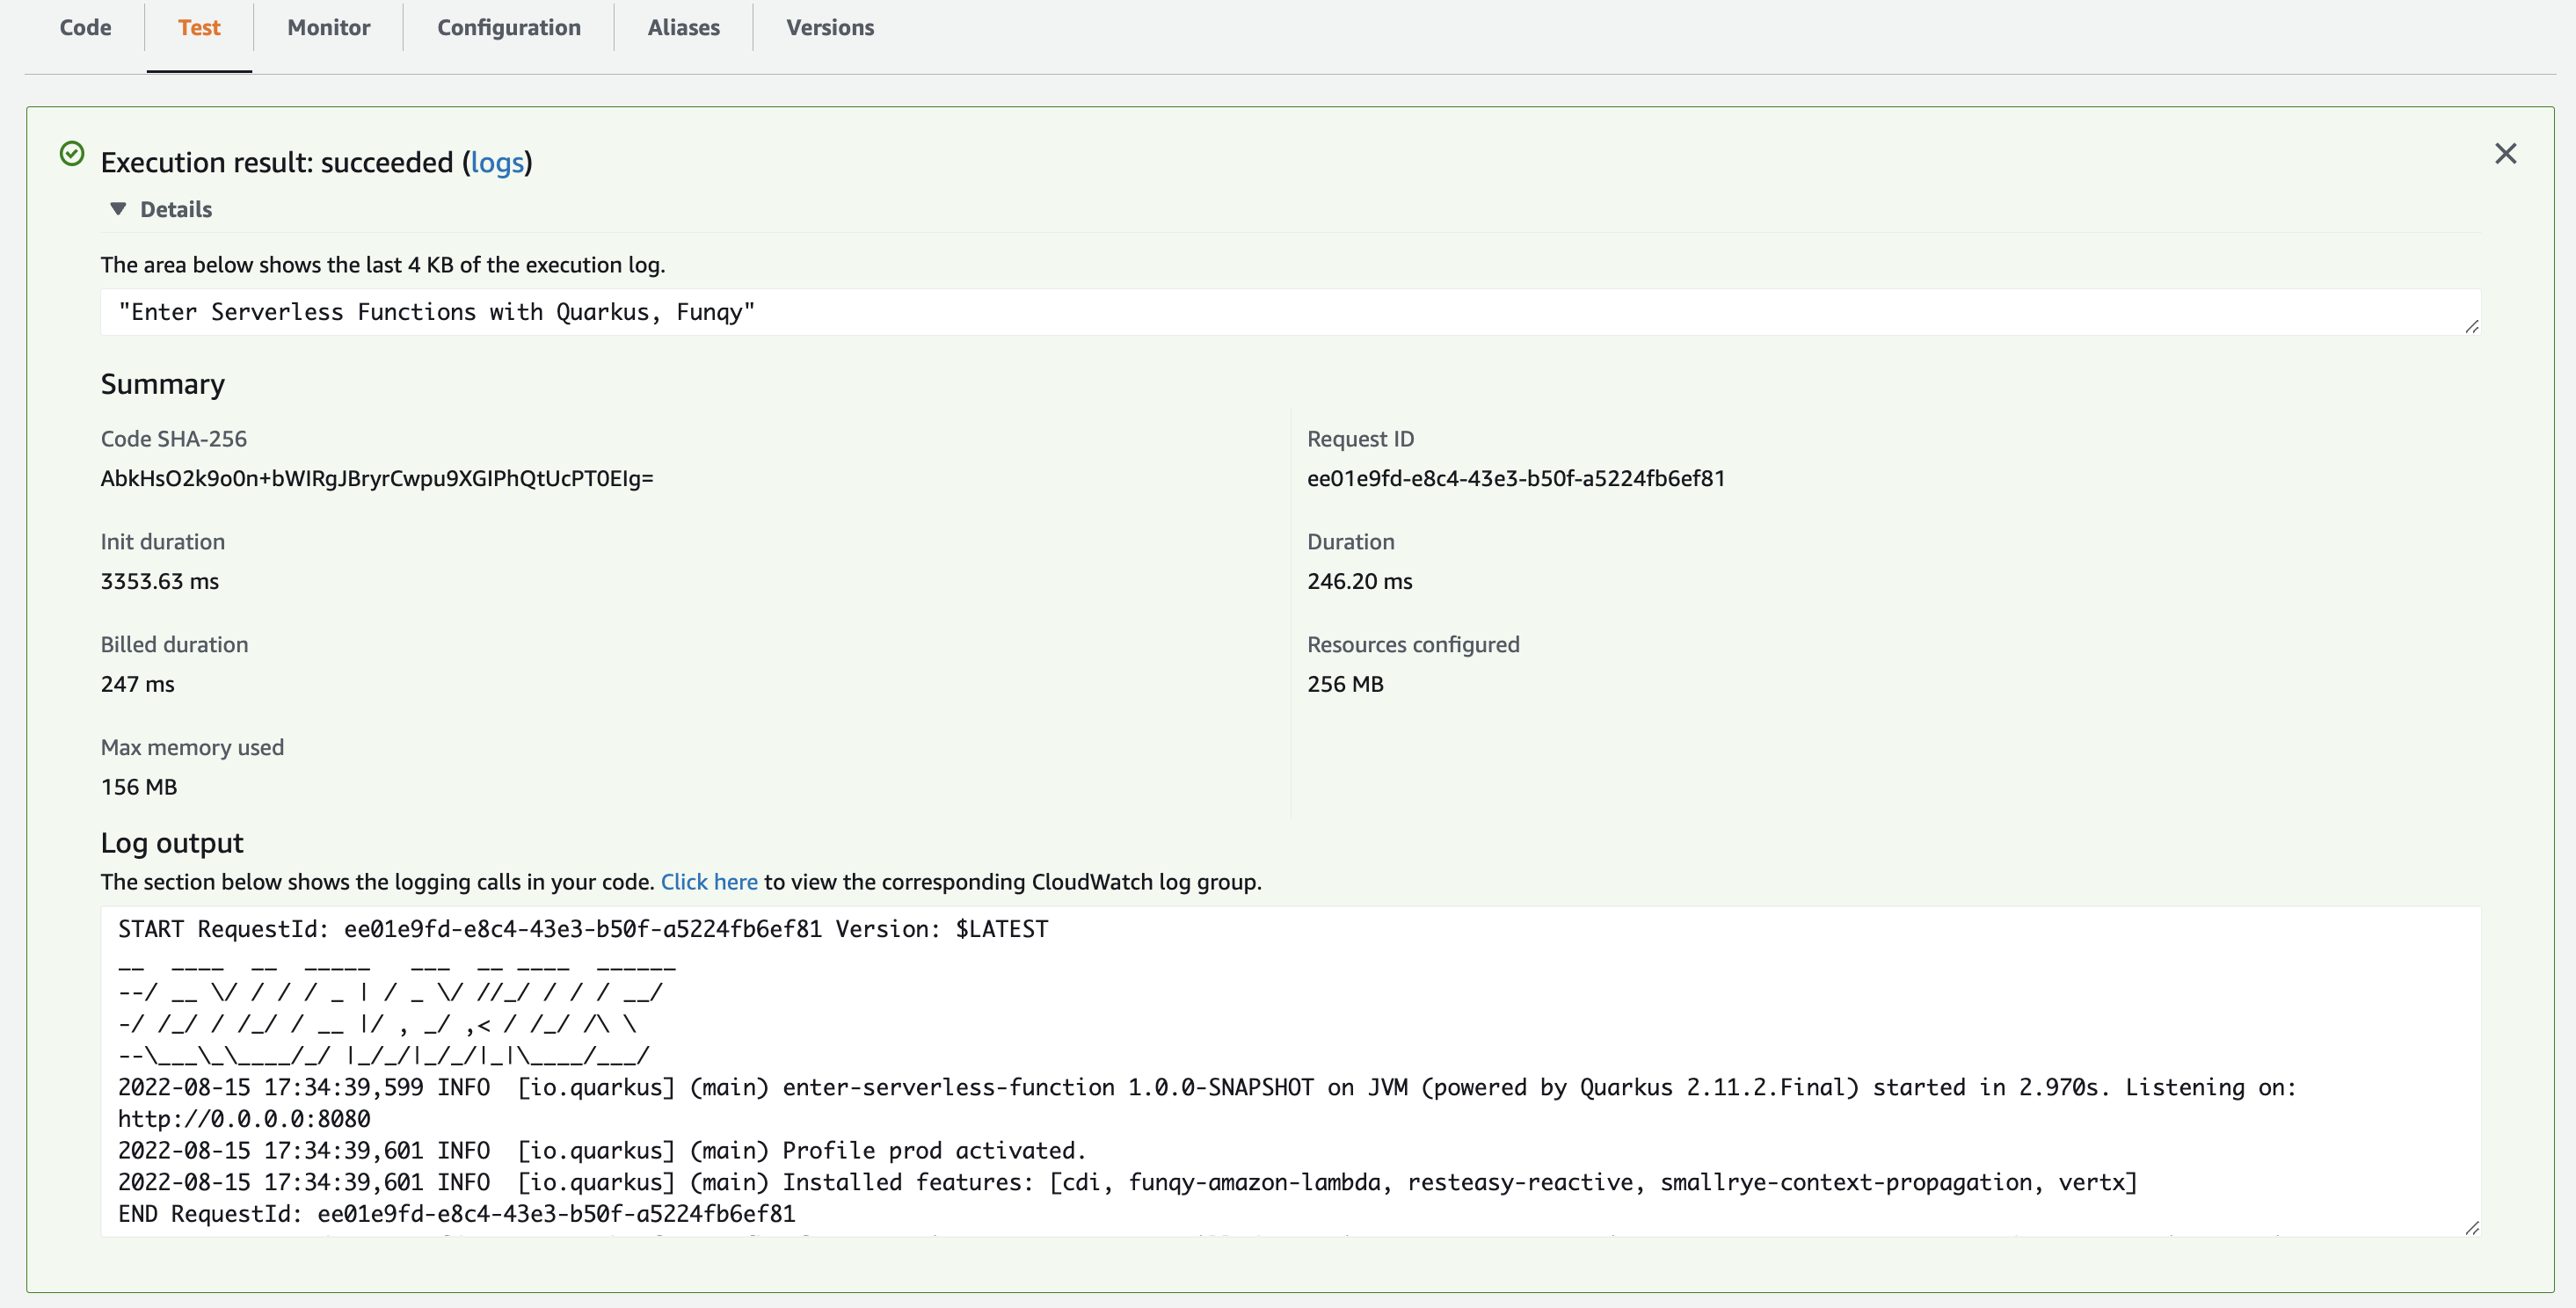 Code
Test
Monitor
Configuration
Aliases
Versions
Execution result: succeeded (logs)
Details
The area below shows the last 4 KB of the execution log.
"Enter Serverless Functions with Quarkus, Funqy"
Summary
Code SHA-256
AbkHsO2k9o0n+bWIRgJBryrCwpu9XGIPhQtUcPT0EIg=
Request ID
ee01e9fd-e8c4-43e3-b50f-a5224fb6ef81
Init duration
3353.63 ms
Duration
246.20 ms
Billed duration
247 ms
Resources configured
256 MB
Max memory used
156 MB
Log output
The section below shows the logging calls in your code. Click here to view the corresponding CloudWatch log group.
START RequestId: ee01e9fd-e8c4-43e3-b50f-a5224fb6ef81 Version: $LATEST
__  ____  __  _____   ___  __ ____  ______
--/ __ \/ / / / _ | / _ \/ //_/ / / / __/
-/ /_/ / /_/ / __ |/ , _/ ,< / /_/ /\ \
--\___\_\____/_/ |_/_/|_/_/|_|\____/___/
2022-08-15 17:34:39,599 INFO  [io.quarkus] (main) enter-serverless-function 1.0.0-SNAPSHOT on JVM (powered by Quarkus 2.11.2.Final) started in 2.970s. Listening on:
http://0.0.0.0:8080
2022-08-15 17:34:39,601 INFO  [io.quarkus] (main) Profile prod activated.
2022-08-15 17:34:39,601 INFO  [io.quarkus] (main) Installed features: [cdi, funqy-amazon-lambda, resteasy-reactive, smallrye-context-propagation, vertx]
END RequestId: ee01e9fd-e8c4-43e3-b50f-a5224fb6ef81